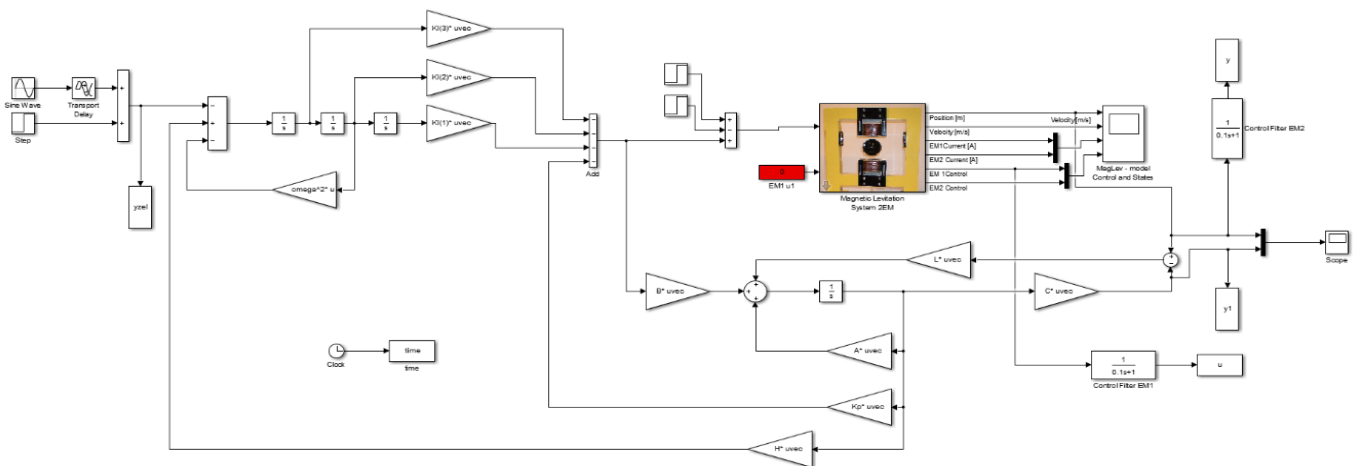 KI(3)* uvec
KI(2)* uvec
KI(1)* uvec
Sine Wave
Transport
Delay
Step
1
s
1
s
1
s
omega^2* u
yzel
Add
0
EM1 u1
Position [m]
Velocity [m/s]
EM1Current [A]
EM2 Current [A]
EM 1Control
EM2 Control
Magnetic Levitation
System 2EM
Velocity[m/s]
MagLev - model
Control and States
y
1
0.1s+1
Control Filter EM2
Scope
L* uvec
B* uvec
1
s
C* uvec
y1
A* uvec
Clock
time
time
1
0.1s+1
Control Filter EM1
u
Kp* uvec
H* uvec